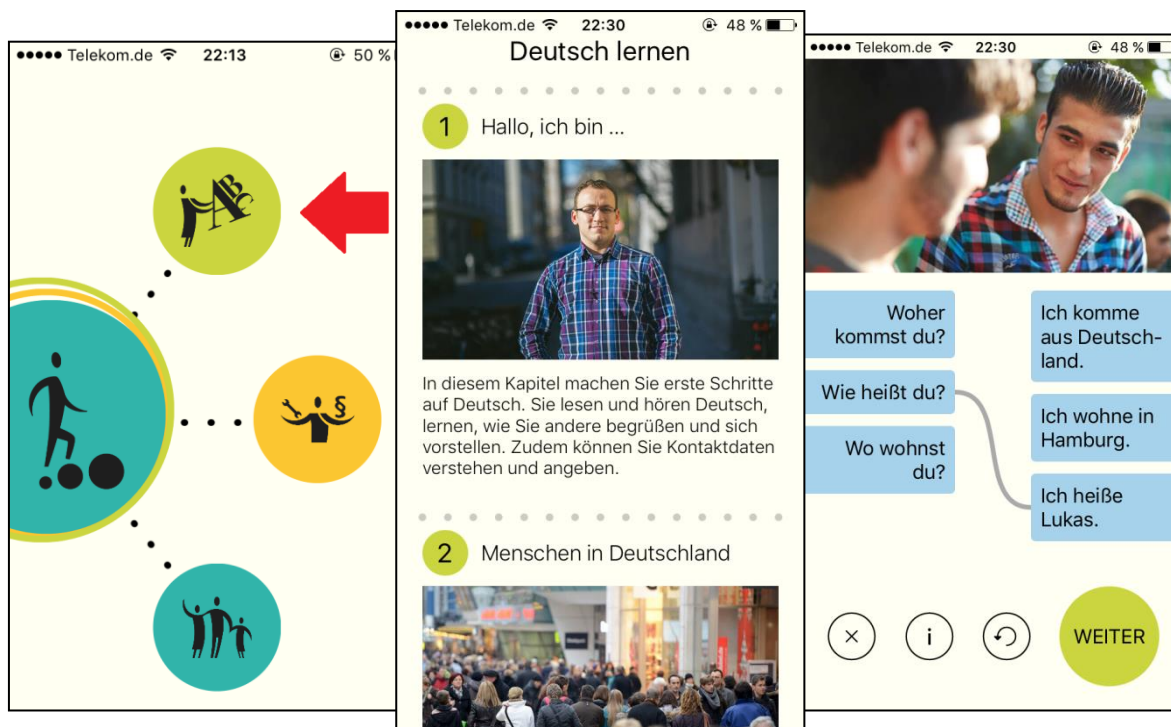 Telekom.de 22:13 50 %
ABC
§
Telekom.de 22:30 48 %
Deutsch lernen
1 Hallo, ich bin ...
In diesem Kapitel machen Sie erste Schritte
auf Deutsch. Sie lesen und hören Deutsch,
lernen, wie Sie andere begrüßen und sich
vorstellen. Zudem können Sie Kontaktdaten
verstehen und angeben.
2 Menschen in Deutschland
Telekom.de 22:30 48 %
Woher
kommst du?
Wie heißt du?
Wo wohnst
du?
Ich komme
aus Deutsch-
land.
Ich wohne in
Hamburg.
Ich heiße
Lukas.
i
WEITER